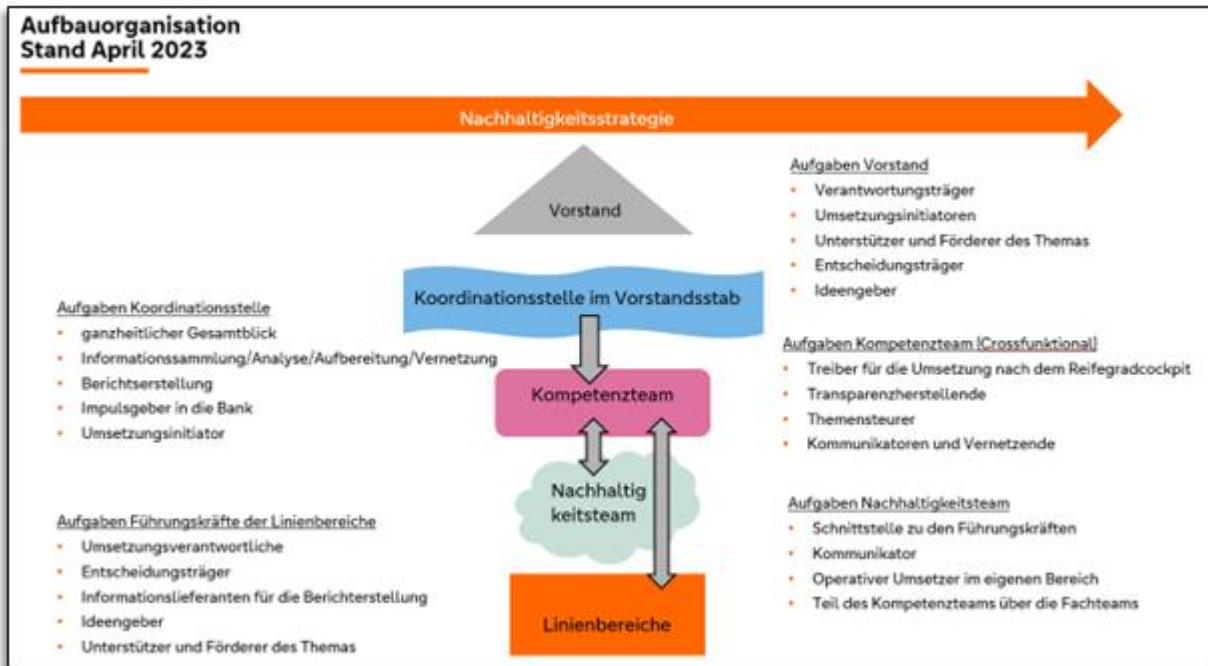 Aufbauorganisation
Stand April 2023
Nachhaltigkeitsstrategie
Vorstand
Koordinationsstelle im Vorstandsstab
Kompetenzteam
Nachhaltig
keitsteam
Linienbereiche
Aufgaben Koordinationsstelle
• ganzheitlicher Gesamtblick
• Informationssammlung/Analyse/Aufbereitung/Vernetzung
• Berichtserstellung
• Impulsgeber in die Bank
• Umsetzungsinitiator
Aufgaben Führungskräfte der Linienbereiche
• Umsetzungsverantwortliche
• Entscheidungsträger
• Informationslieferanten für die Berichterstellung
• Ideengeber
• Unterstützer und Förderer des Themas
Aufgaben Vorstand
• Verantwortungsträger
• Umsetzungsinitiatoren
• Unterstützer und Förderer des Themas
• Entscheidungsträger
• Ideengeber
Aufgaben Kompetenzteam (Crossfunktional)
• Treiber für die Umsetzung nach dem Reifegradcockpit
• Transparenzherstellende
• Themensteurer
• Kommunikatoren und Vernetzende
Aufgaben Nachhaltigkeitsteam
• Schnittstelle zu den Führungskräften
• Kommunikator
• Operativer Umsetzer im eigenen Bereich
• Teil des Kompetenzteams über die Fachteams